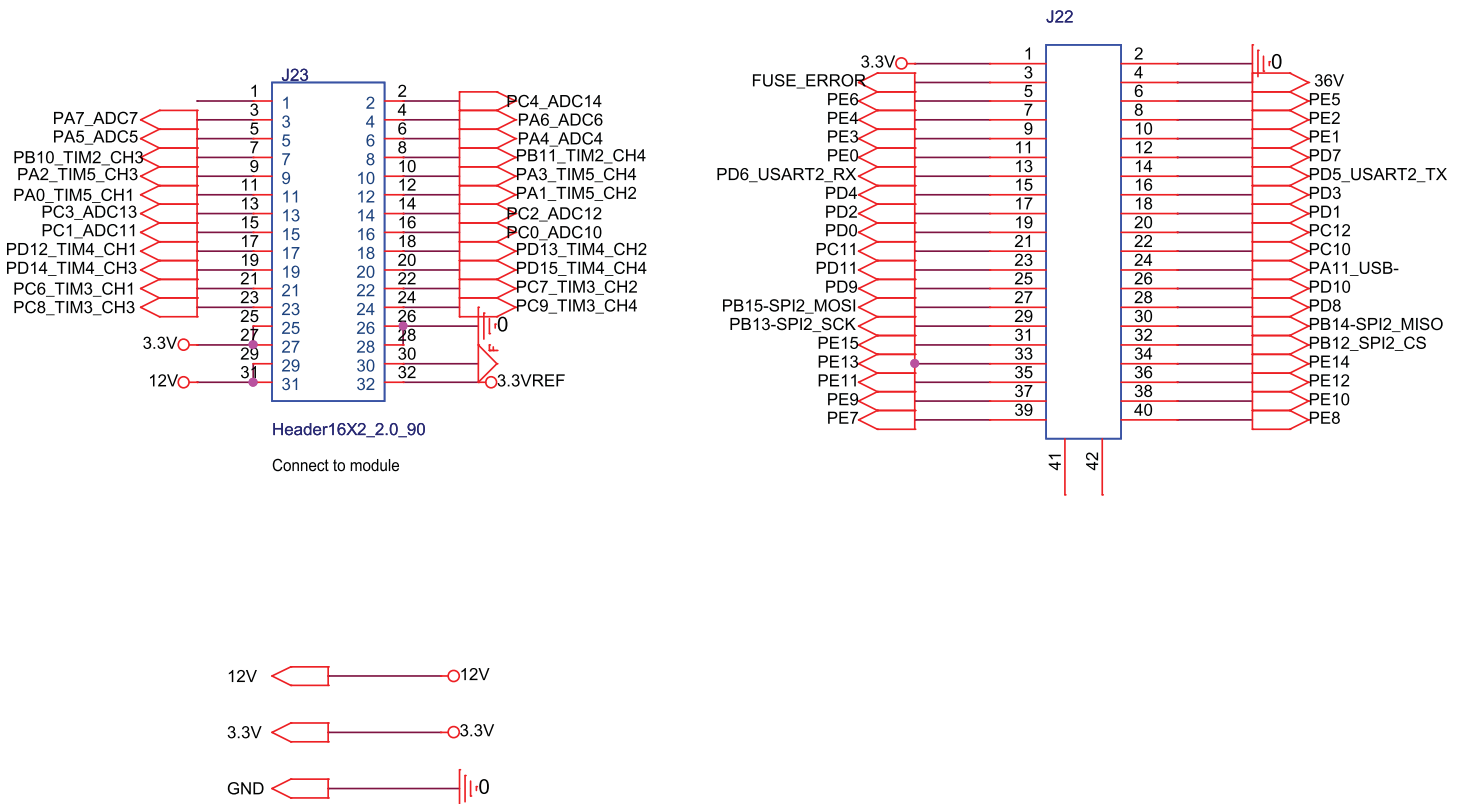 J22
J23
1 1 2 2 PC4_ADC14
PA7_ADC7 3 3 4 4 PA6_ADC6
PA5_ADC5 5 5 6 6 PA4_ADC4
PB10_TIM2_CH3 7 7 8 8 PB11_TIM2_CH4
PA2_TIM5_CH3 9 9 10 10 PA3_TIM5_CH4
PA0_TIM5_CH1 11 11 12 12 PA1_TIM5_CH2
PC3_ADC13 13 13 14 14 PC2_ADC12
PC1_ADC11 15 15 16 16 PC0_ADC10
PD12_TIM4_CH1 17 17 18 18 PD13_TIM4_CH2
PD14_TIM4_CH3 19 19 20 20 PD15_TIM4_CH4
PC6_TIM3_CH1 21 21 22 22 PC7_TIM3_CH2
PC8_TIM3_CH3 23 23 24 24 PC9_TIM3_CH4
25 25 26 26 0
3.3V 27 27 28 28
29 29 30 30 F
12V 31 31 32 32 3.3VREF
Header16X2_2.0_90
Connect to module
3.3V 1 2 0
FUSE_ERROR 3 4 36V
PE6 5 6 PE5
PE4 7 8 PE2
PE3 9 10 PE1
PE0 11 12 PD7
PD6_USART2_RX 13 14 PD5_USART2_TX
PD4 15 16 PD3
PD2 17 18 PD1
PD0 19 20 PC12
PC11 21 22 PC10
PD11 23 24 PA11_USB-
PD9 25 26 PD10
PB15-SPI2_MOSI 27 28 PD8
PB13-SPI2_SCK 29 30 PB14-SPI2_MISO
PE15 31 32 PB12_SPI2_CS
PE13 33 34 PE14
PE11 35 36 PE12
PE9 37 38 PE10
PE7 39 40 PE8
41 42
12V 12V
3.3V 3.3V
GND 0